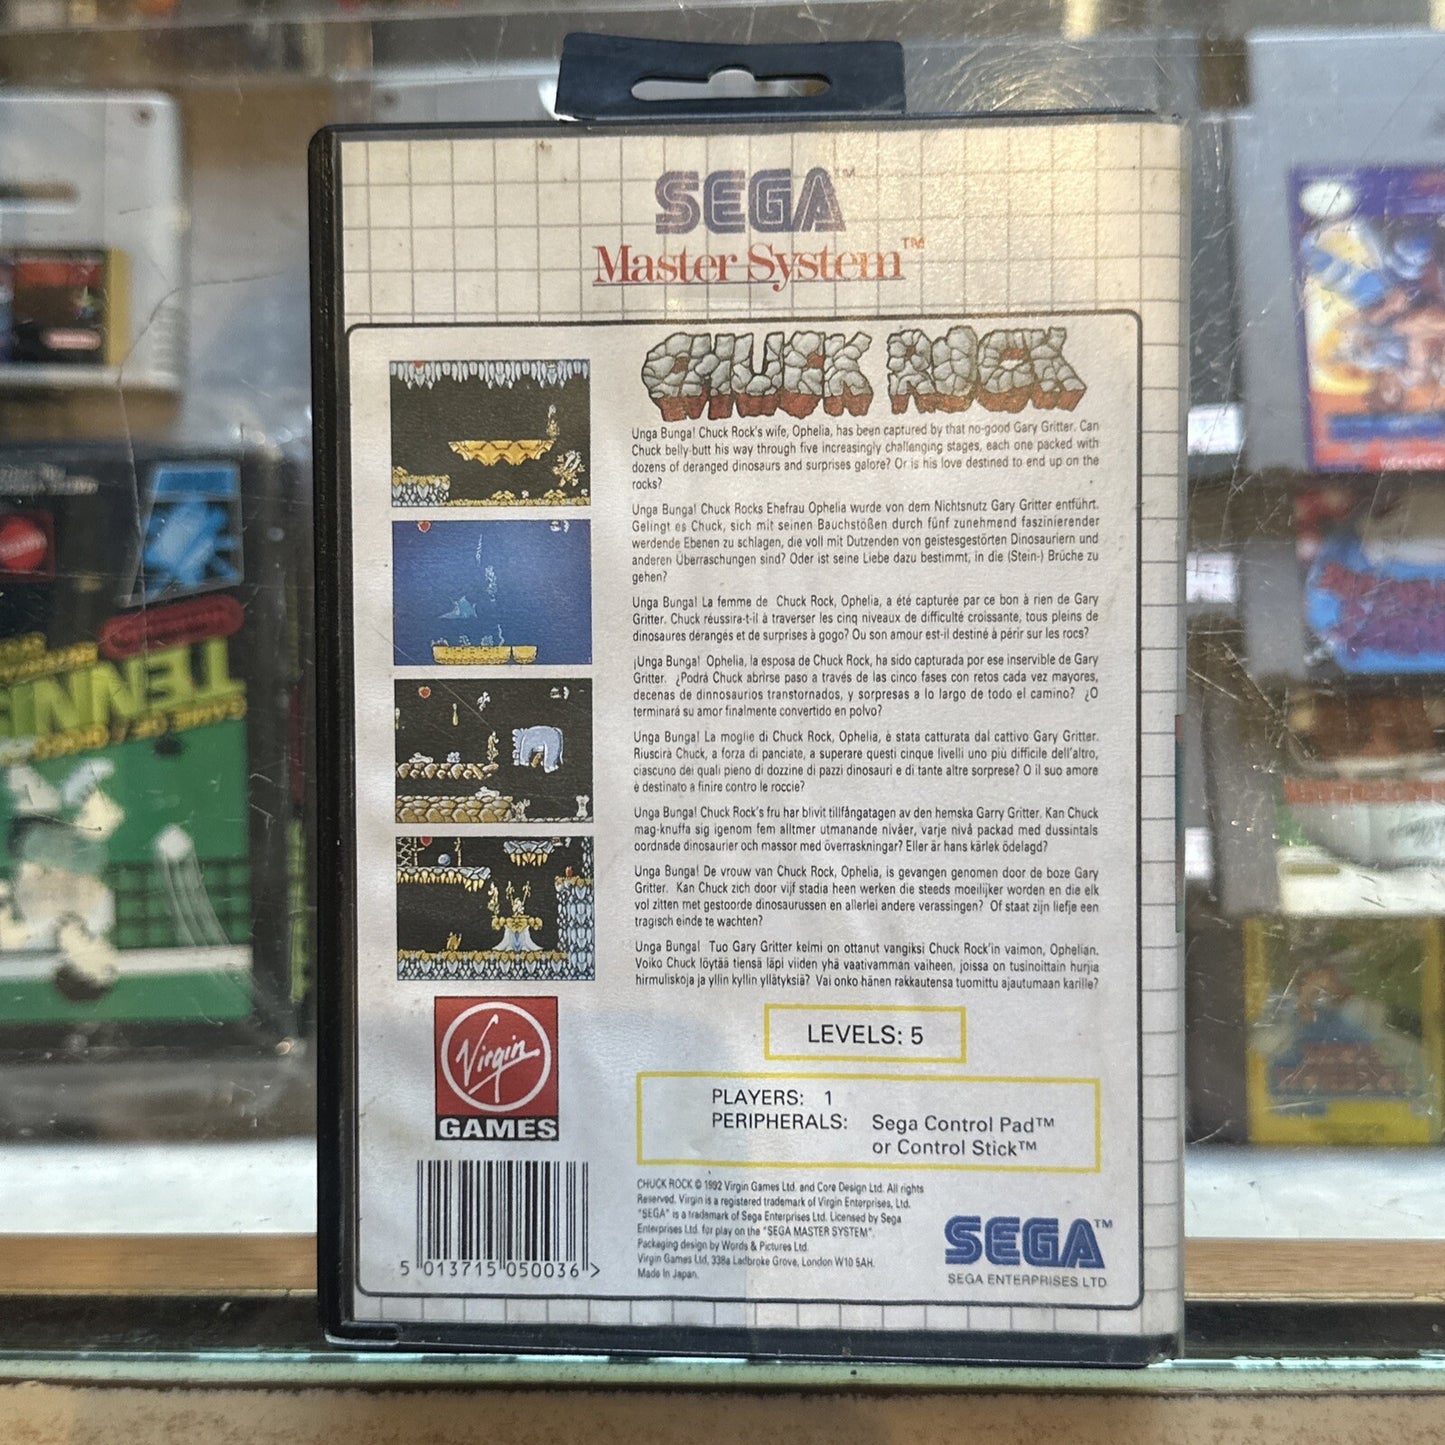 SEGA™
Master System™
CHUCK ROCK
Unga Bunga! Chuck Rock's wife, Ophelia, has been captured by that no-good Gary Gritter. Can
Chuck belly-butt his way through five increasingly challenging stages, each one packed with
dozens of deranged dinosaurs and surprises galore? Or is his love destined to end up on the
rocks?
Unga Bunga! Chuck Rocks Ehefrau Ophelia wurde von dem Nichtsnutz Gary Gritter entführt.
Gelingt es Chuck, sich mit seinen Bauchstößen durch fünf zunehmend faszinierender
werdende Ebenen zu schlagen, die voll mit Dutzenden von geistesgestörten Dinosauriern und
anderen Überraschungen sind? Oder ist seine Liebe dazu bestimmt, in die (Stein-) Brüche zu
gehen?
Unga Bunga! La femme de Chuck Rock, Ophelia, a été capturée par ce bon à rien de Gary
Gritter. Chuck réussira-t-il à traverser les cinq niveaux de difficulté croissante, tous pleins de
dinosaures dérangés et de surprises à gogo? Ou son amour est-il destiné à périr sur les rocs?
¡Unga Bunga! Ophelia, la esposa de Chuck Rock, ha sido capturada por ese inservible de Gary
Gritter. ¿Podrá Chuck abrirse paso a través de las cinco fases con retos cada vez mayores,
decenas de dinnosaurios transtornados, y sorpresas a lo largo de todo el camino? ¿O
terminará su amor finalmente convertido en polvo?
Unga Bunga! La moglie di Chuck Rock, Ophelia, è stata catturata dal cattivo Gary Gritter.
Riuscirà Chuck, a forza di panciate, a superare questi cinque livelli uno più difficile dell'altro,
ciascuno dei quali pieno di dozzine di pazzi dinosauri e di tante altre sorprese? O il suo amore
è destinato a finire contro le roccie?
Unga Bunga! Chuck Rock's fru har blivit tillfångatagen av den hemska Garry Gritter. Kan Chuck
mag-knuffa sig igenom fem alltmer utmanande nivåer, varje nivå packad med dussintals
oordnade dinosaurier och massor med överraskningar? Eller är hans kärlek ödelagd?
Unga Bunga! De vrouw van Chuck Rock, Ophelia, is gevangen genomen door de boze Gary
Gritter. Kan Chuck zich door vijf stadia heen werken die steeds moeilijker worden en die elk
vol zitten met gestoorde dinosaurussen en allerlei andere verassingen? Of staat zijn liefje een
tragisch einde te wachten?
Unga Bunga! Tuo Gary Gritter kelmi on ottanut vangiksi Chuck Rock'in vaimon, Ophelian.
Voiko Chuck löytää tiensä läpi viiden yhä vaativamman vaiheen, joissa on tusinoittain hurjia
hirmuliskoja ja yllin kyllin yllätyksiä? Vai onko hänen rakkautensa tuomittu ajautumaan karille?
LEVELS: 5
PLAYERS: 1
PERIPHERALS: Sega Control Pad™
or Control Stick™
Virgin
GAMES
5 013715 050036 >
CHUCK ROCK © 1992 Virgin Games Ltd. and Core Design Ltd. All rights
Reserved. Virgin is a registered trademark of Virgin Enterprises, Ltd.
"SEGA" is a trademark of Sega Enterprises Ltd. Licensed by Sega
Enterprises Ltd. for play on the "SEGA MASTER SYSTEM".
Packaging design by Words & Pictures Ltd.
Virgin Games Ltd, 338a Ladbroke Grove, London W10 5AH.
Made in Japan.
SEGA™
SEGA ENTERPRISES LTD
TENNIS